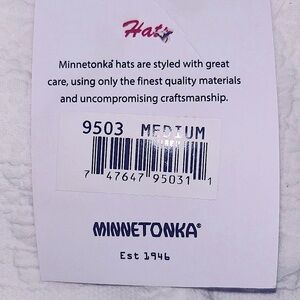 Hats
Minnetonka® hats are styled with great
care, using only the finest quality materials
and uncompromising craftsmanship.
9503 MEDIUM
7 47647 95031 1
MINNETONKA®
Est 1946